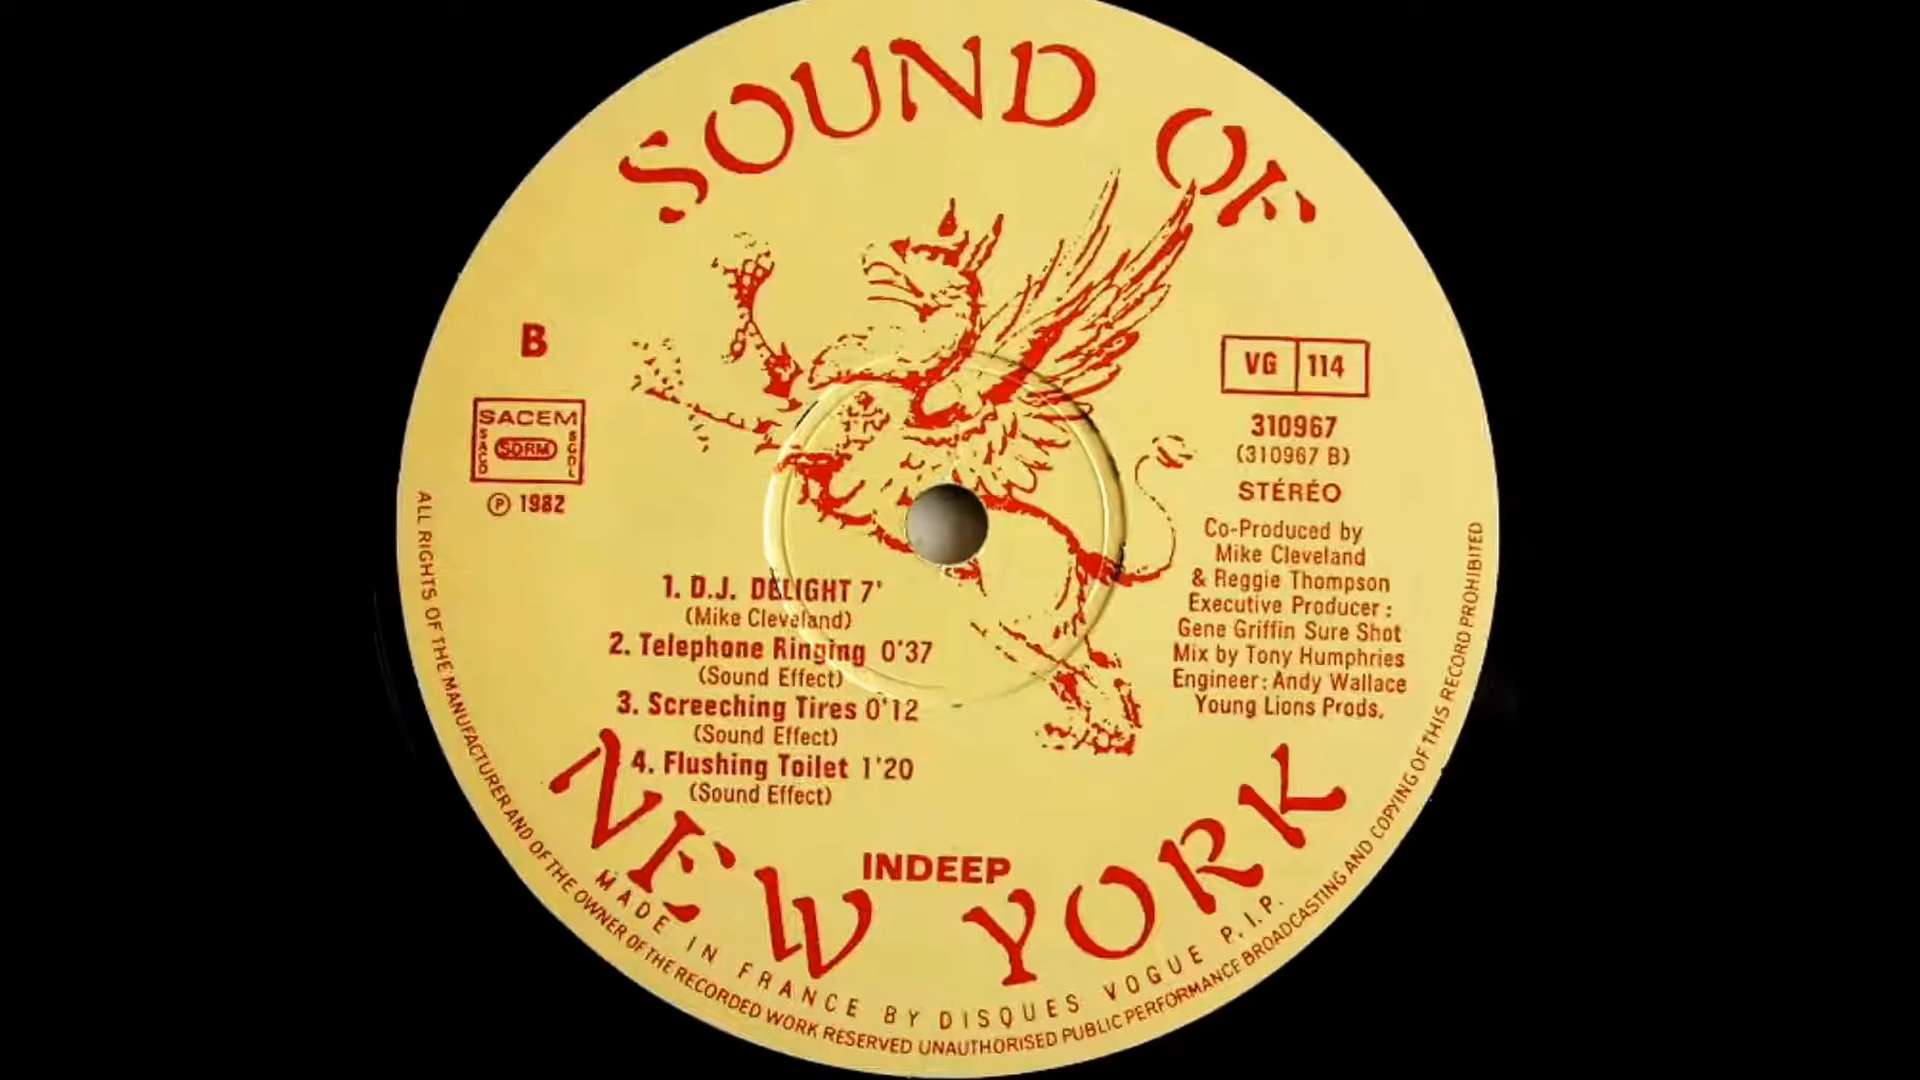 SOUND OF
B
VG 114
SACEM
SACD SDRM SGDL
℗ 1982
310967
(310967 B)
STÉRÉO
Co-Produced by
Mike Cleveland
& Reggie Thompson
Executive Producer :
Gene Griffin Sure Shot
Mix by Tony Humphries
Engineer : Andy Wallace
Young Lions Prods.
1. D.J. DELIGHT 7'
(Mike Cleveland)
2. Telephone Ringing 0'37
(Sound Effect)
3. Screeching Tires 0'12
(Sound Effect)
4. Flushing Toilet 1'20
(Sound Effect)
INDEEP
NEW YORK
MADE IN FRANCE BY DISQUES VOGUE P.I.P.
ALL RIGHTS OF THE MANUFACTURER AND OF THE OWNER OF THE RECORDED WORK RESERVED UNAUTHORISED PUBLIC PERFORMANCE BROADCASTING AND COPYING OF THIS RECORD PROHIBITED